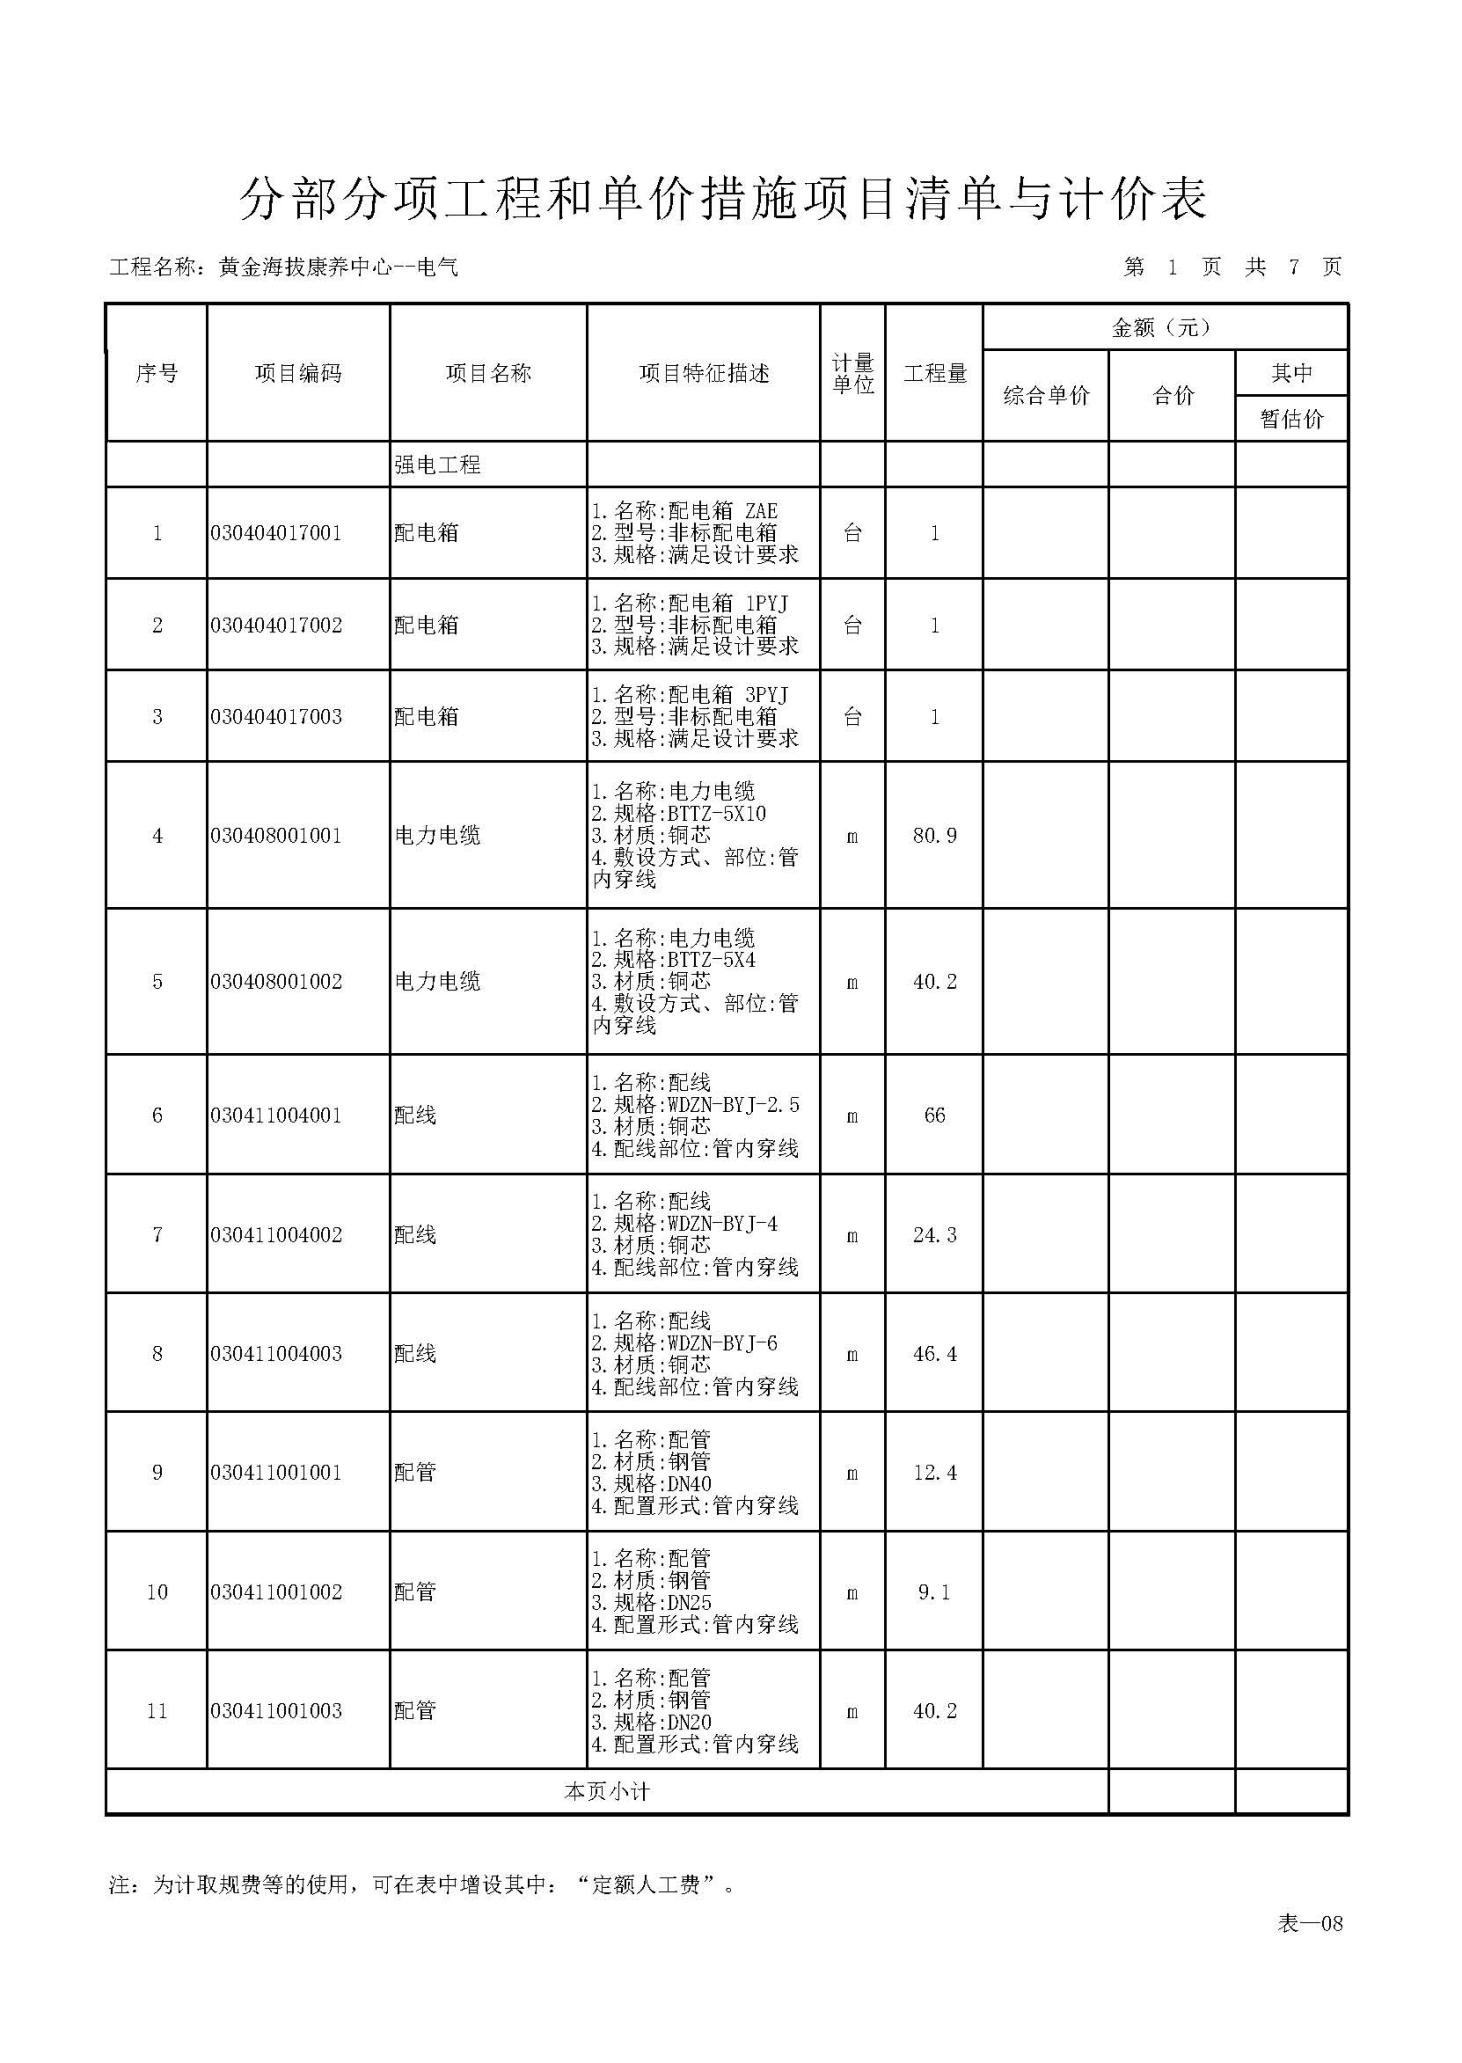 分部分项工程和单价措施项目清单与计价表
工程名称：黄金海拔康养中心--电气
第 1 页 共 7 页
序号 项目编码 项目名称 项目特征描述 计量单位 工程量 金额（元）
综合单价 合价 其中
暂估价
强电工程
1 030404017001 配电箱 1.名称:配电箱 ZAE
2.型号:非标配电箱
3.规格:满足设计要求 台 1
2 030404017002 配电箱 1.名称:配电箱 1PYJ
2.型号:非标配电箱
3.规格:满足设计要求 台 1
3 030404017003 配电箱 1.名称:配电箱 3PYJ
2.型号:非标配电箱
3.规格:满足设计要求 台 1
4 030408001001 电力电缆 1.名称:电力电缆
2.规格:BTTZ-5X10
3.材质:铜芯
4.敷设方式、部位:管
内穿线 m 80.9
5 030408001002 电力电缆 1.名称:电力电缆
2.规格:BTTZ-5X4
3.材质:铜芯
4.敷设方式、部位:管
内穿线 m 40.2
6 030411004001 配线 1.名称:配线
2.规格:WDZN-BYJ-2.5
3.材质:铜芯
4.配线部位:管内穿线 m 66
7 030411004002 配线 1.名称:配线
2.规格:WDZN-BYJ-4
3.材质:铜芯
4.配线部位:管内穿线 m 24.3
8 030411004003 配线 1.名称:配线
2.规格:WDZN-BYJ-6
3.材质:铜芯
4.配线部位:管内穿线 m 46.4
9 030411001001 配管 1.名称:配管
2.材质:钢管
3.规格:DN40
4.配置形式:管内穿线 m 12.4
10 030411001002 配管 1.名称:配管
2.材质:钢管
3.规格:DN25
4.配置形式:管内穿线 m 9.1
11 030411001003 配管 1.名称:配管
2.材质:钢管
3.规格:DN20
4.配置形式:管内穿线 m 40.2
本页小计
注：为计取规费等的使用，可在表中增设其中：“定额人工费”。
表—08